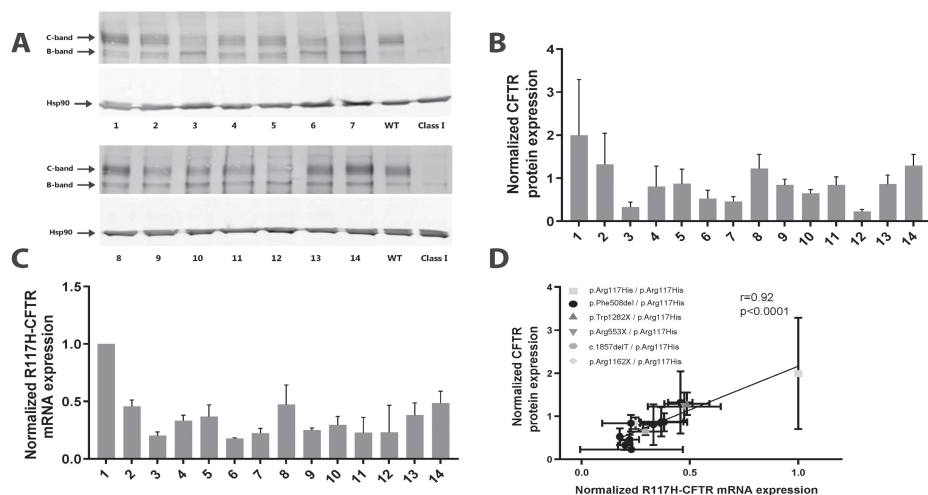 A
C-band
B-band
Hsp90
1 2 3 4 5 6 7 WT Class I
C-band
B-band
Hsp90
8 9 10 11 12 13 14 WT Class I
B
Normalized CFTR
protein expression
4
3
2
1
0
1 2 3 4 5 6 7 8 9 10 11 12 13 14
C
Normalized R117H-CFTR
mRNA expression
1.5
1.0
0.5
0.0
1 2 3 4 5 6 7 8 9 10 11 12 13 14
D
Normalized CFTR
protein expression
4
3
2
1
0
p.Arg117His / p.Arg117His
p.Phe508del / p.Arg117His
p.Trp1282X / p.Arg117His
p.Arg553X / p.Arg117His
c.1857delT / p.Arg117His
p.Arg1162X / p.Arg117His
r=0.92
p<0.0001
0.0 0.5 1.0
Normalized R117H-CFTR mRNA expression